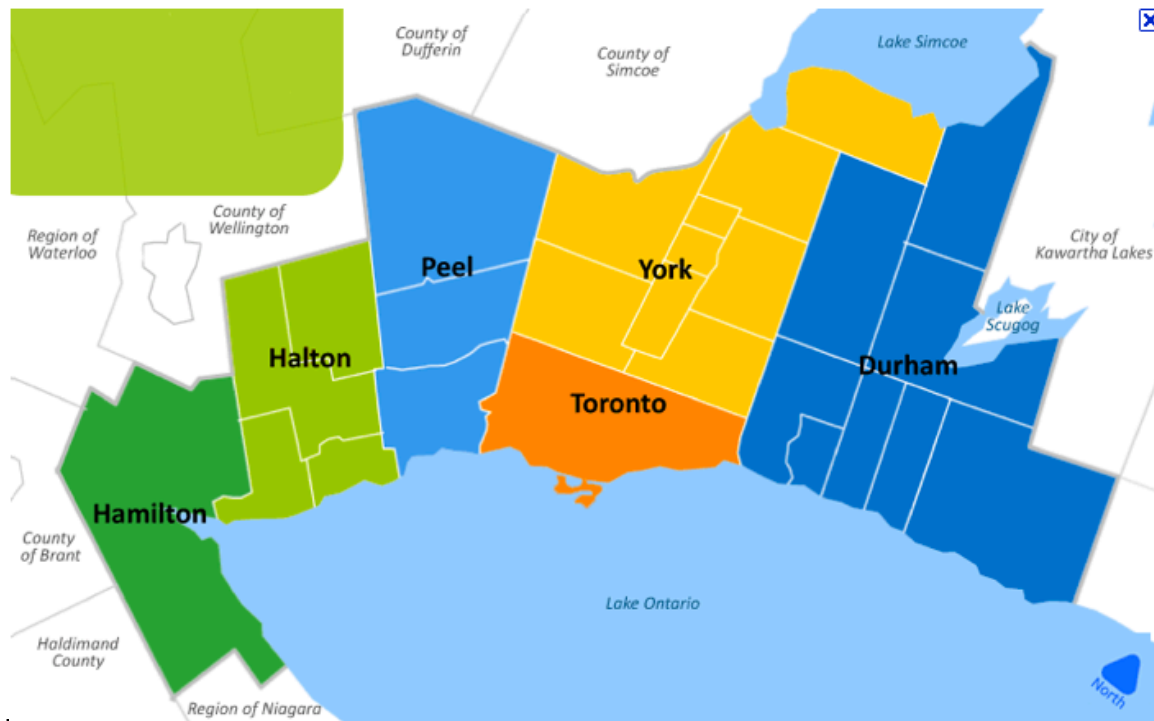 County of
Dufferin
County of
Simcoe
Lake Simcoe
County of
Wellington
Region of
Waterloo
City of
Kawartha Lakes
Peel
York
Lake
Scugog
Halton
Durham
Toronto
Hamilton
County
of Brant
Lake Ontario
Haldimand
County
Region of Niagara
North